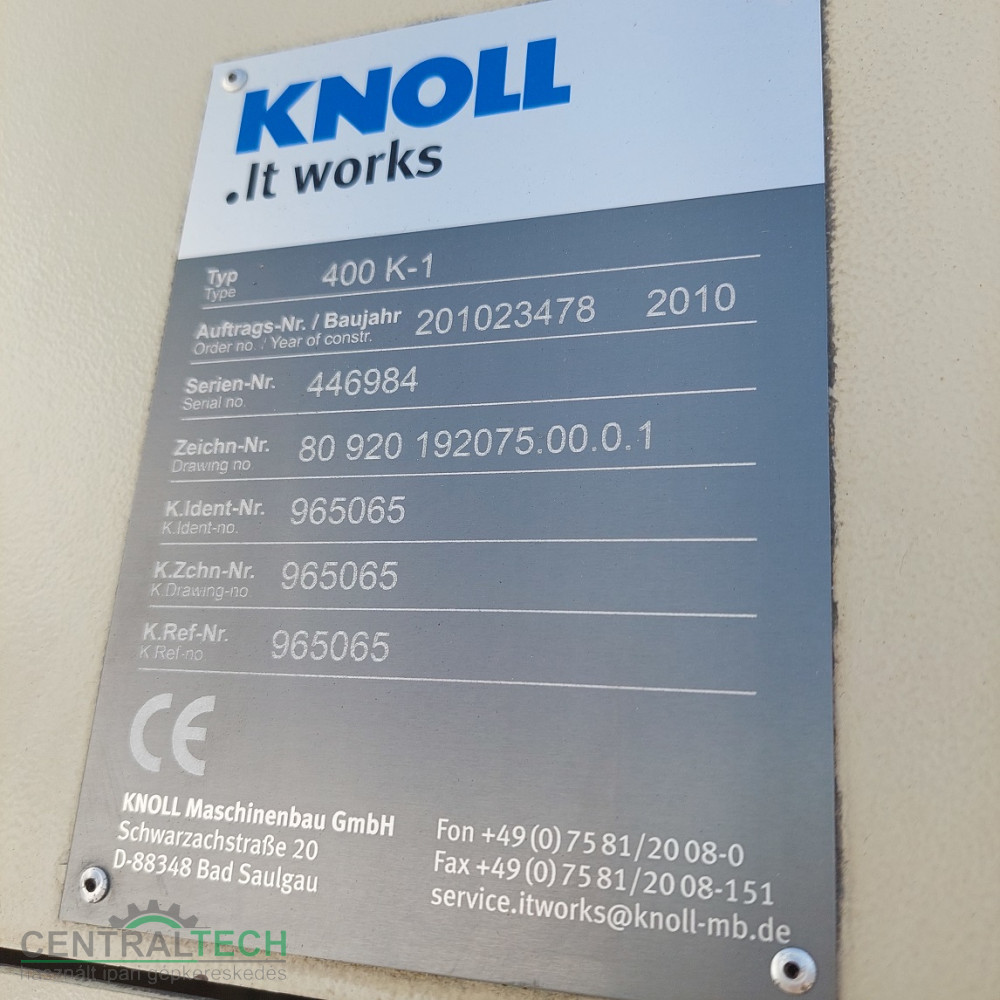 KNOLL
.It works
Typ 400 K-1
Type
Auftrags-Nr. / Baujahr 201023478 2010
Order no. / Year of constr.
Serien-Nr. 446984
Serial no.
Zeichn-Nr. 80 920 192075.00.0.1
Drawing no.
K.Ident-Nr. 965065
K.Ident-no.
K.Zchn-Nr. 965065
K.Drawing-no.
K.Ref-Nr. 965065
K.Ref-no.
CE
KNOLL Maschinenbau GmbH
Schwarzachstraße 20
D-88348 Bad Saulgau
Fon +49 (0) 75 81/20 08-0
Fax +49 (0) 75 81/20 08-151
service.itworks@knoll-mb.de
CENTRALTECH
használt ipari gépkereskedés